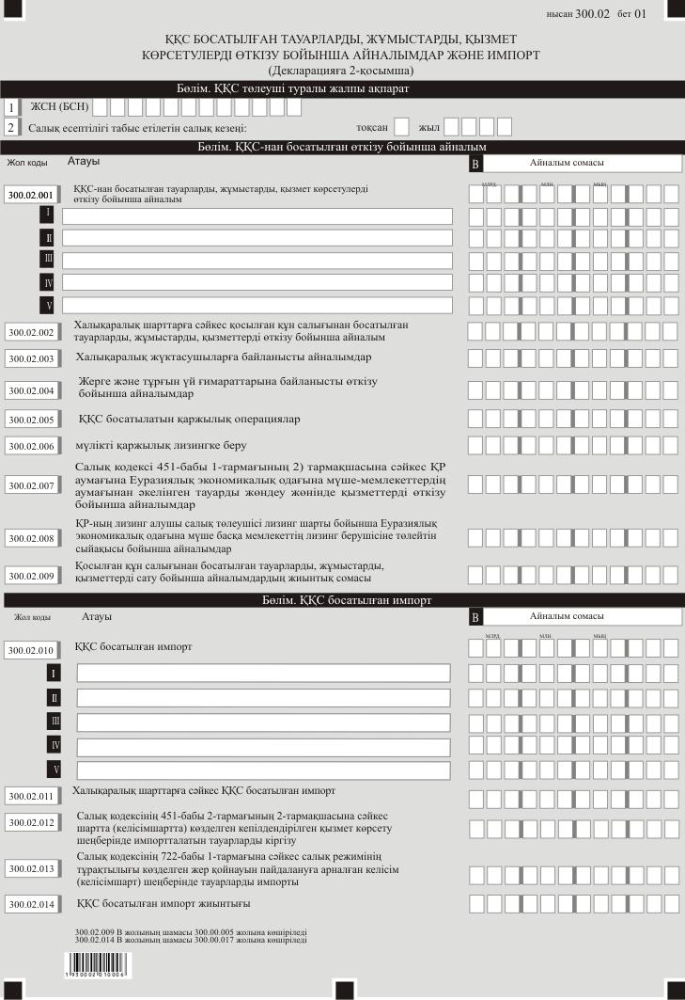 нысан 300.02 бет 01
ҚҚС БОСАТЫЛҒАН ТАУАРЛАРДЫ, ЖҰМЫСТАРДЫ, ҚЫЗМЕТ
КӨРСЕТУЛЕРДІ ӨТКІЗУ БОЙЫНША АЙНАЛЫМДАР ЖӘНЕ ИМПОРТ
(Декларацияға 2-қосымша)
Бөлім. ҚҚС төлеуші туралы жалпы ақпарат
1 ЖСН (БСН)
2 Салық есептілігі табыс етілетін салық кезеңі: тоқсан жыл
Бөлім. ҚҚС-нан босатылған өткізу бойынша айналым
Жол коды Атауы B Айналым сомасы
МЛРД. МЛН. МЫҢ
300.02.001 ҚҚС-нан босатылған тауарларды, жұмыстарды, қызмет көрсетулерді
өткізу бойынша айналым
I
II
III
IV
V
300.02.002 Халықаралық шарттарға сәйкес қосылған құн салығынан босатылған
тауарларды, жұмыстарды, қызметтерді өткізу бойынша айналым
300.02.003 Халықаралық жүктасушыларға байланысты айналымдар
300.02.004 Жерге және тұрғын үй ғимараттарына байланысты өткізу
бойынша айналымдар
300.02.005 ҚҚС босатылатын қаржылық операциялар
300.02.006 мүлікті қаржылық лизингке беру
300.02.007 Салық кодексі 451-бабы 1-тармағының 2) тармақшасына сәйкес ҚР
аумағына Еуразиялық экономикалық одағына мүше-мемлекеттердің
аумағынан әкелінген тауарды жөндеу жөнінде қызметтерді өткізу
бойынша айналымдар
300.02.008 ҚР-ның лизинг алушы салық төлеушісі лизинг шарты бойынша Еуразиялық
экономикалық одағына мүше басқа мемлекеттің лизинг берушісіне төлейтін
сыйақысы бойынша айналымдар
300.02.009 Қосылған құн салығынан босатылған тауарларды, жұмыстарды,
қызметтерді сату бойынша айналымдардың жиынтық сомасы
Бөлім. ҚҚС босатылған импорт
Жол коды Атауы B Айналым сомасы
МЛРД. МЛН. МЫҢ
300.02.010 ҚҚС босатылған импорт
I
II
III
IV
V
300.02.011 Халықаралық шарттарға сәйкес ҚҚС босатылған импорт
300.02.012 Салық кодексінің 451-бабы 2-тармағының 2-тармақшасына сәйкес
шартта (келісімшартта) көзделген кепілдендірілген қызмет көрсету
шеңберінде импортталатын тауарларды кіргізу
300.02.013 Салық кодексінің 722-бабы 1-тармағына сәйкес салық режимінің
тұрақтылығы көзделген жер қойнауын пайдалануға арналған келісім
(келісімшарт) шеңберінде тауарларды импорты
300.02.014 ҚҚС босатылған импорт жиынтығы
300.02.009 В жолының шамасы 300.00.005 жолына көшіріледі
300.02.014 В жолының шамасы 300.00.017 жолына көшіріледі
1930002010006